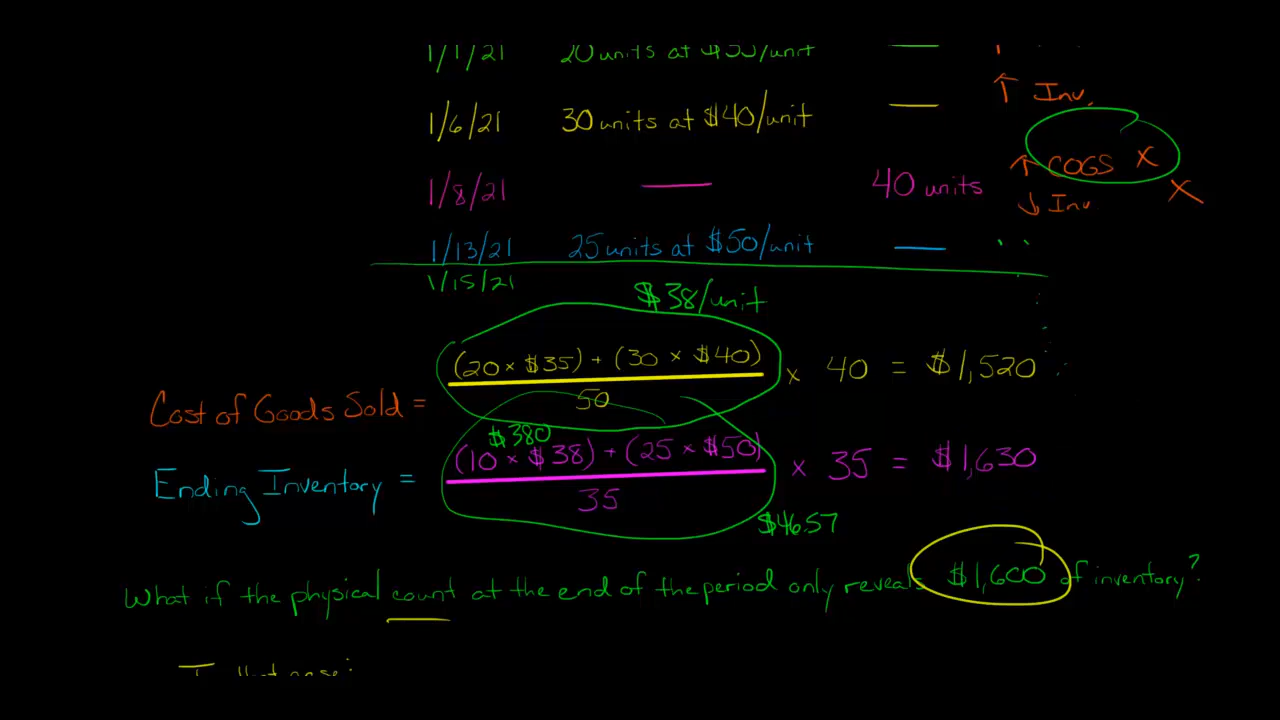 1/1/21 20 units at $35/unit —
↑ Inv.
1/6/21 30 units at $40/unit —
↑ COGS X
1/8/21 — 40 units X
↓ Inv
1/13/21 25 units at $50/unit —
1/15/21
$38/unit
(20 × $35) + (30 × $40)
Cost of Goods Sold = × 40 = $1,520
50
$380
(10 × $38) + (25 × $50)
Ending Inventory = × 35 = $1,630
35
$46.57
What if the physical count at the end of the period only reveals $1,600 of inventory?